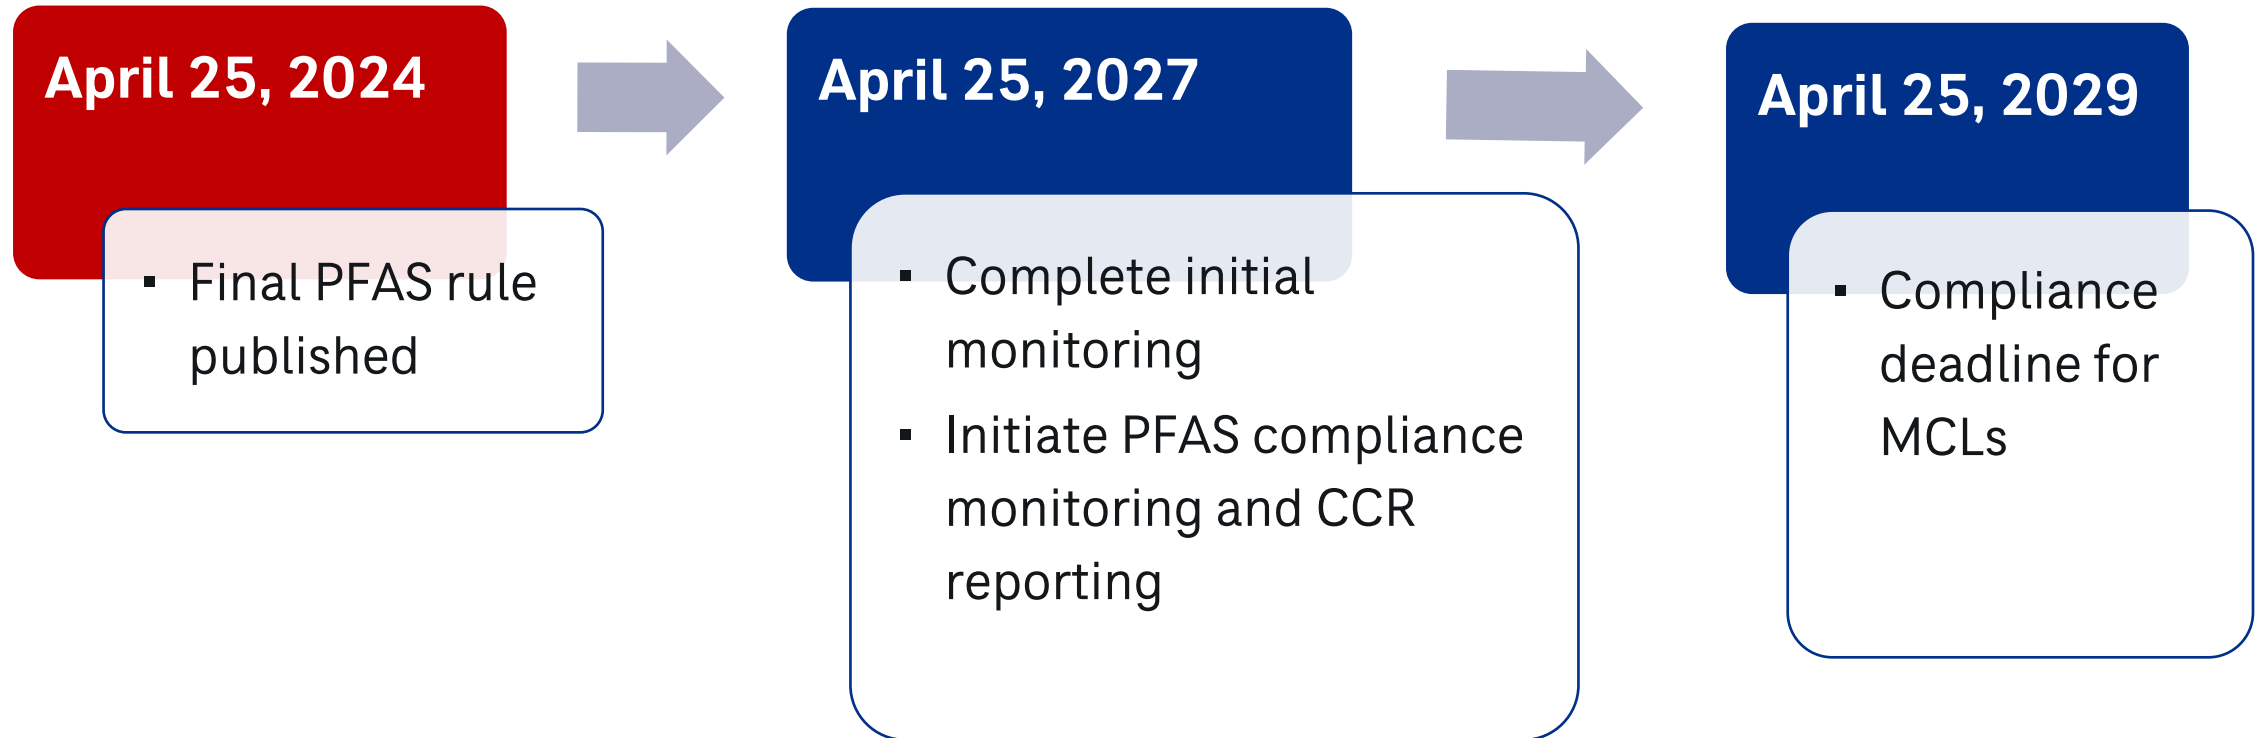 April 25, 2024
▪ Final PFAS rule
published
April 25, 2027
▪ Complete initial
monitoring
▪ Initiate PFAS compliance
monitoring and CCR
reporting
April 25, 2029
▪ Compliance
deadline for
MCLs